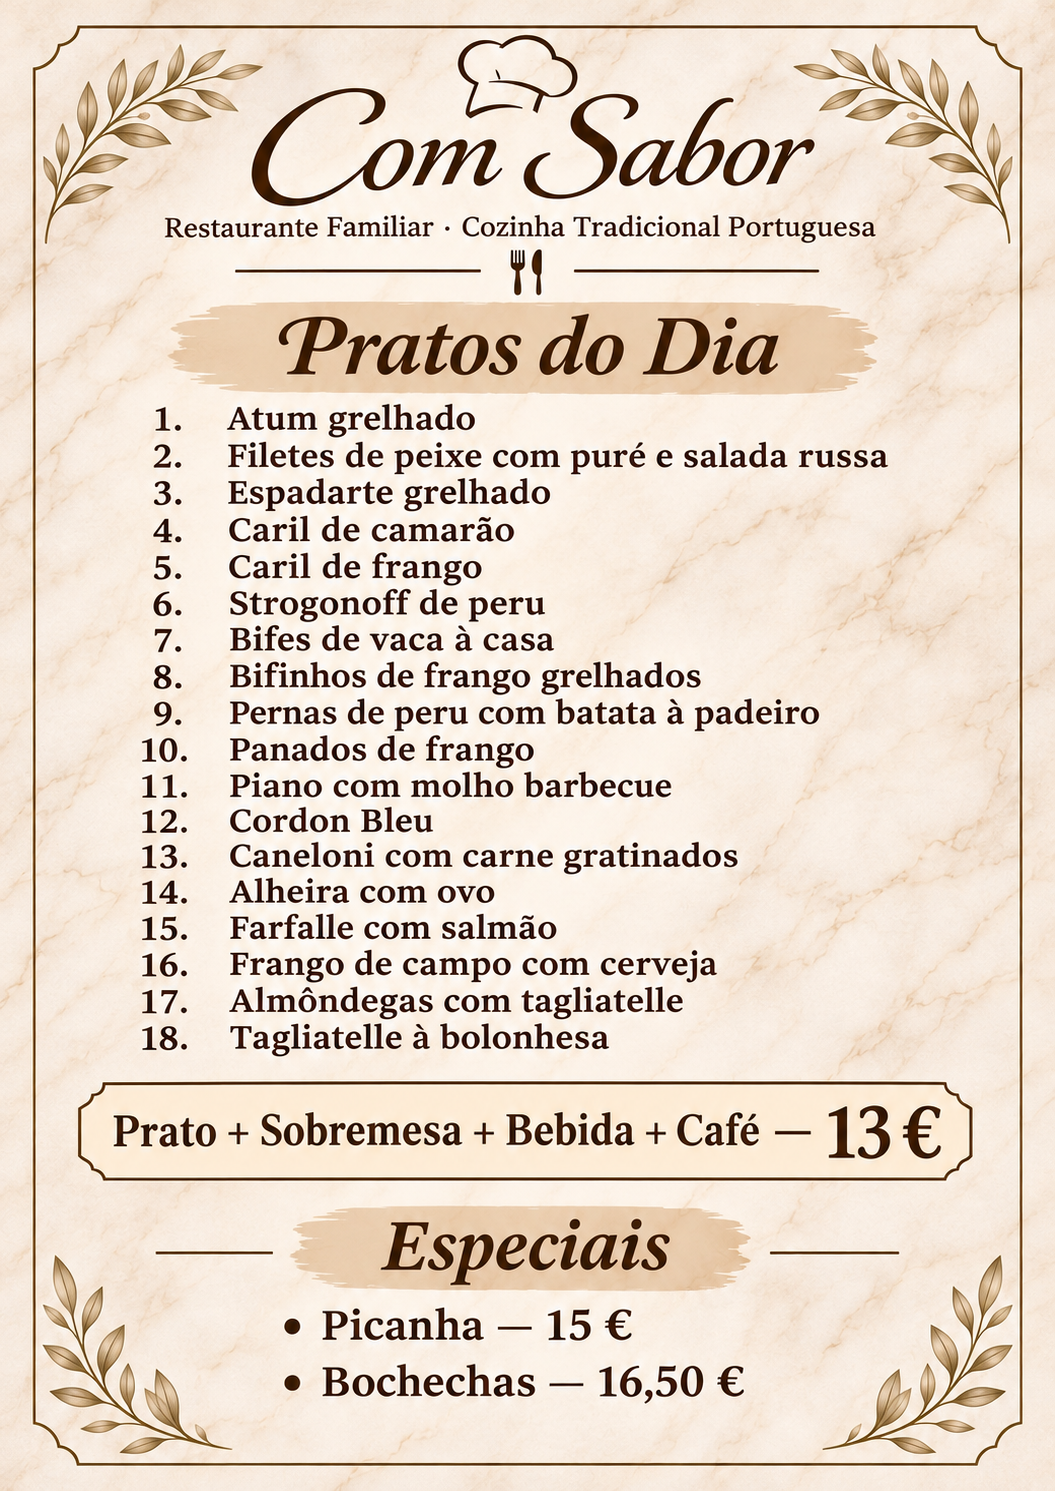 Com Sabor
Restaurante Familiar · Cozinha Tradicional Portuguesa
Pratos do Dia
1. Atum grelhado
2. Filetes de peixe com puré e salada russa
3. Espadarte grelhado
4. Caril de camarão
5. Caril de frango
6. Strogonoff de peru
7. Bifes de vaca à casa
8. Bifinhos de frango grelhados
9. Pernas de peru com batata à padeiro
10. Panados de frango
11. Piano com molho barbecue
12. Cordon Bleu
13. Caneloni com carne gratinados
14. Alheira com ovo
15. Farfalle com salmão
16. Frango de campo com cerveja
17. Almôndegas com tagliatelle
18. Tagliatelle à bolonhesa
Prato + Sobremesa + Bebida + Café — 13 €
Especiais
• Picanha — 15 €
• Bochechas — 16,50 €